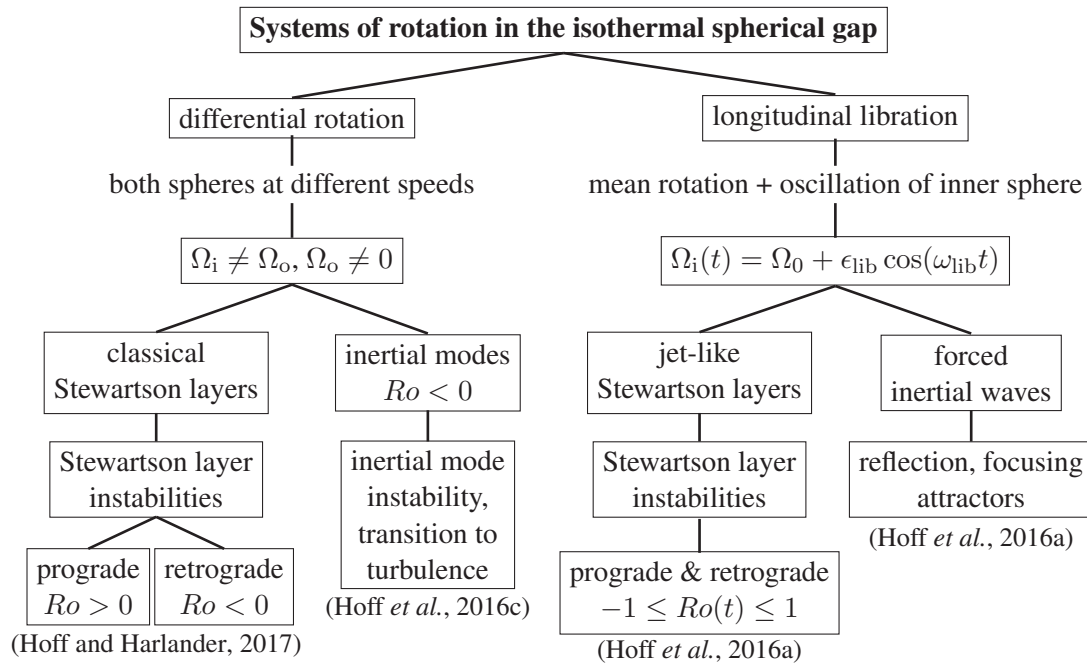 Systems of rotation in the isothermal spherical gap
differential rotation
both spheres at different speeds
Ωᵢ ≠ Ωₒ, Ωₒ ≠ 0
classical
Stewartson layers
Stewartson layer
instabilities
prograde
Ro > 0
retrograde
Ro < 0
(Hoff and Harlander, 2017)
inertial modes
Ro < 0
inertial mode
instability,
transition to
turbulence
(Hoff et al., 2016c)
longitudinal libration
mean rotation + oscillation of inner sphere
Ωᵢ(t) = Ω₀ + ϵ_lib cos(ω_lib t)
jet-like
Stewartson layers
Stewartson layer
instabilities
prograde & retrograde
−1 ≤ Ro(t) ≤ 1
(Hoff et al., 2016a)
forced
inertial waves
reflection, focusing
attractors
(Hoff et al., 2016a)